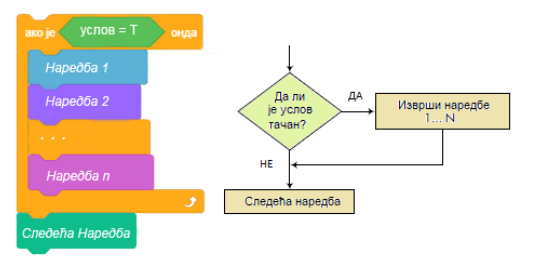 ако је услов = Т онда
Наредба 1
Наредба 2
. . .
Наредба n
Следећа Наредба
Да ли
је услов
тачан?
ДА
Изврши наредбе
1... N
НЕ
Следећа наредба